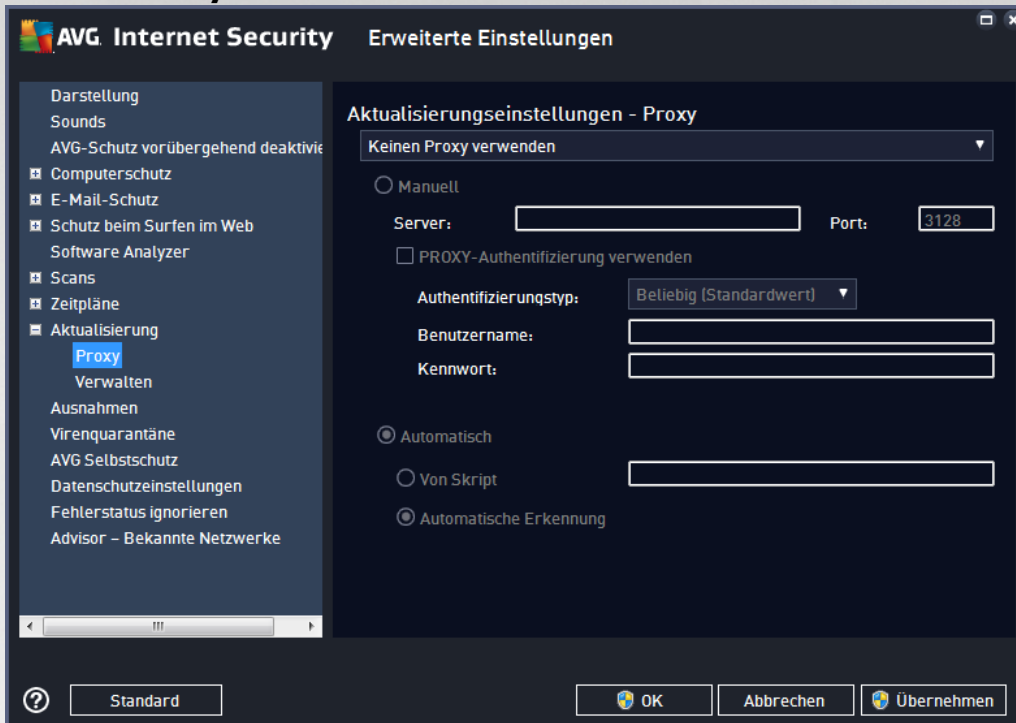 AVG. Internet Security Erweiterte Einstellungen
Darstellung
Sounds
AVG-Schutz vorübergehend deaktivie
Computerschutz
E-Mail-Schutz
Schutz beim Surfen im Web
Software Analyzer
Scans
Zeitpläne
Aktualisierung
Proxy
Verwalten
Ausnahmen
Virenquarantäne
AVG Selbstschutz
Datenschutzeinstellungen
Fehlerstatus ignorieren
Advisor – Bekannte Netzwerke
Aktualisierungseinstellungen - Proxy
Keinen Proxy verwenden
Manuell
Server: Port: 3128
PROXY-Authentifizierung verwenden
Authentifizierungstyp: Beliebig (Standardwert)
Benutzername:
Kennwort:
Automatisch
Von Skript
Automatische Erkennung
? Standard OK Abbrechen Übernehmen